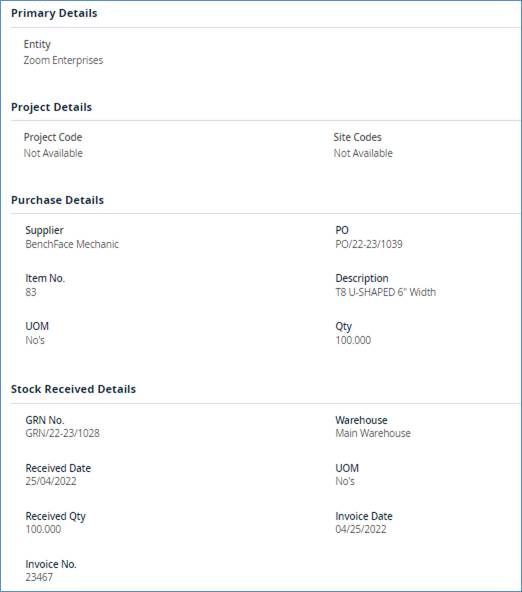 Primary Details
Entity
Zoom Enterprises
Project Details
Project Code
Site Codes
Not Available
Not Available
Purchase Details
Supplier
PO
BenchFace Mechanic
PO/22-23/1039
Item No.
Description
83
T8 U-SHAPED 6" Width
UOM
Qty
No's
100.000
Stock Received Details
GRN No.
Warehouse
GRN/22-23/1028
Main Warehouse
Received Date
UOM
25/04/2022
No's
Received Qty
Invoice Date
100.000
04/25/2022
Invoice No.
23467